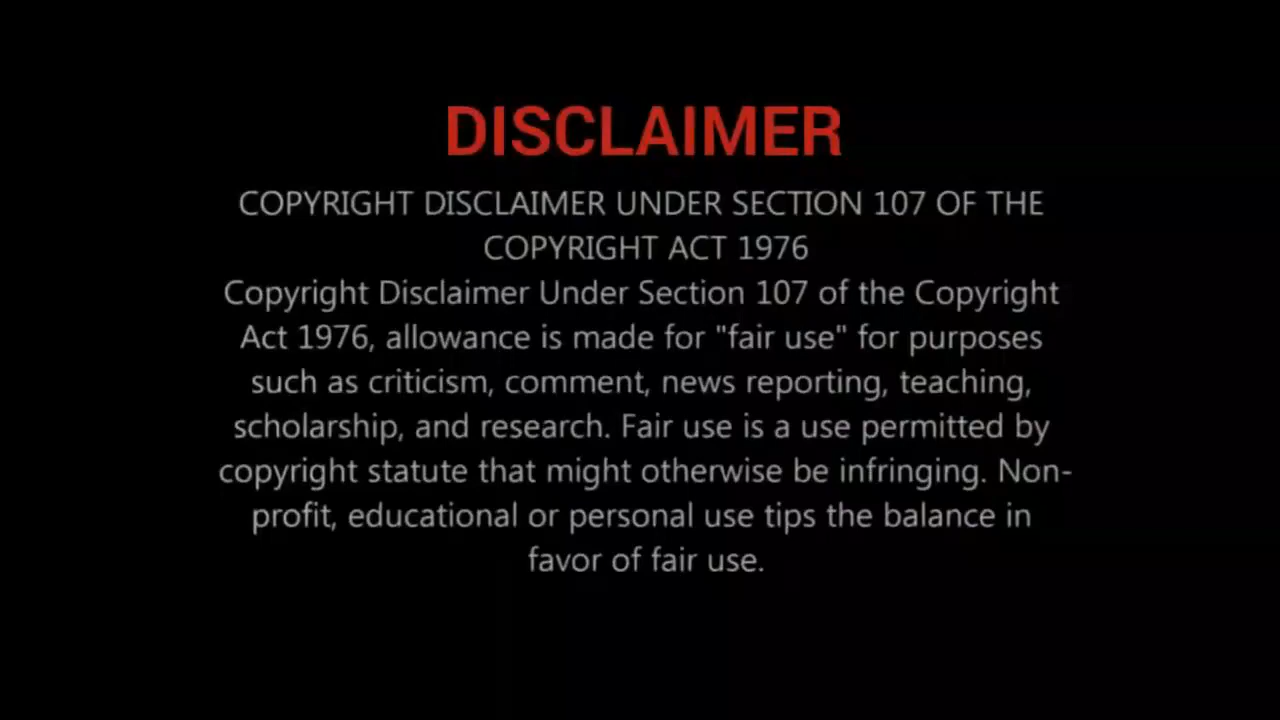 DISCLAIMER
COPYRIGHT DISCLAIMER UNDER SECTION 107 OF THE
COPYRIGHT ACT 1976
Copyright Disclaimer Under Section 107 of the Copyright
Act 1976, allowance is made for "fair use" for purposes
such as criticism, comment, news reporting, teaching,
scholarship, and research. Fair use is a use permitted by
copyright statute that might otherwise be infringing. Non-
profit, educational or personal use tips the balance in
favor of fair use.